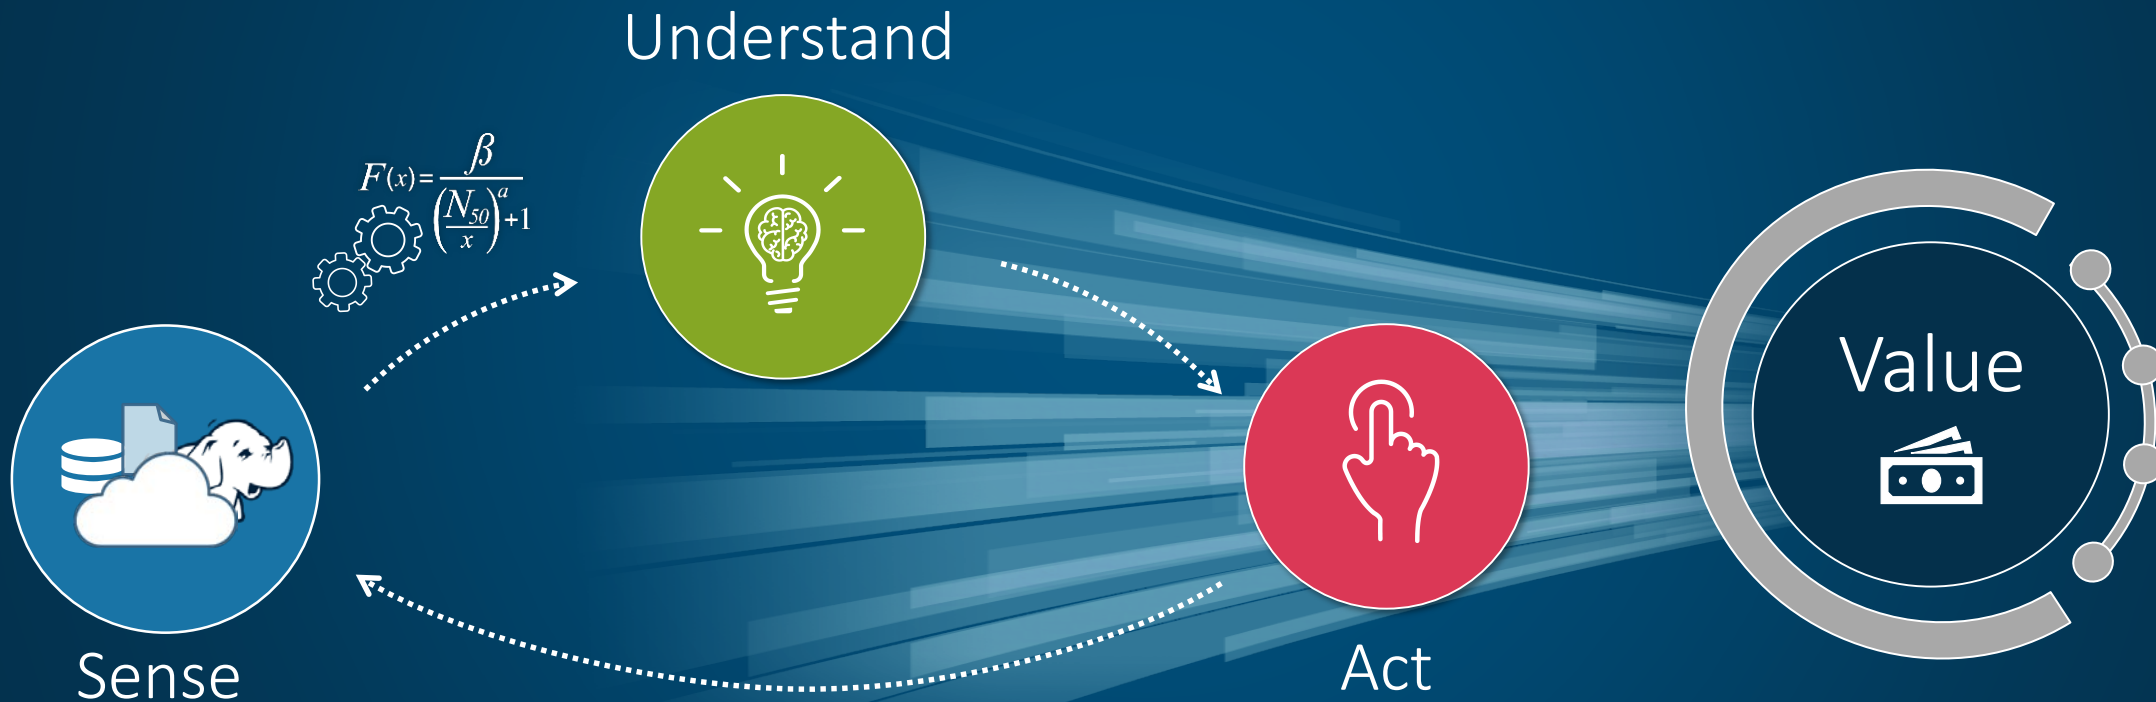 Understand
F(x)=β/((N50/x)^a+1)
Value
Sense
Act